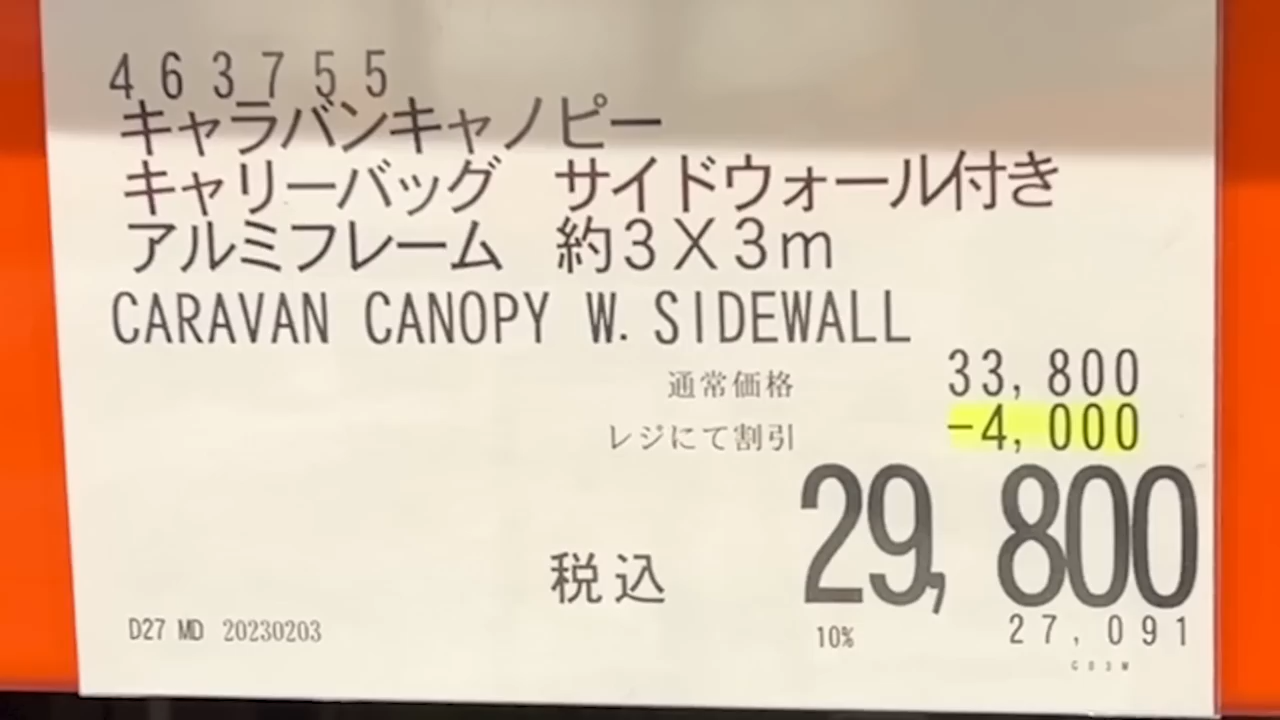 463755
キャラバンキャノピー
キャリーバッグ　サイドウォール付き
アルミフレーム　約3X3m
CARAVAN CANOPY W. SIDEWALL
通常価格 33,800
レジにて割引 -4,000
税込 29,800
D27 MD 20230203 10% 27,091